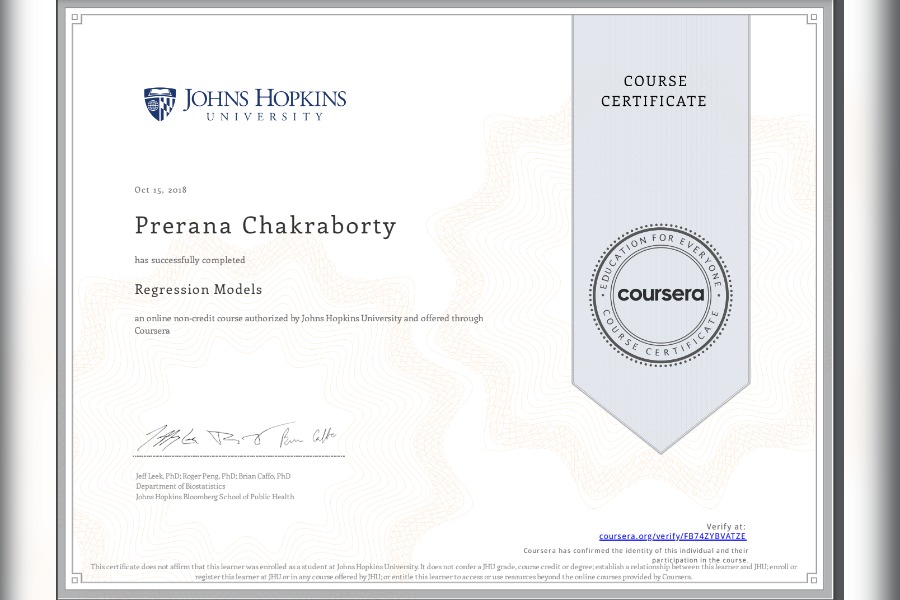 JOHNS HOPKINS
UNIVERSITY
COURSE
CERTIFICATE
Oct 15, 2018
Prerana Chakraborty
has successfully completed
Regression Models
an online non-credit course authorized by Johns Hopkins University and offered through
Coursera
EDUCATION FOR EVERYONE
coursera
COURSE CERTIFICATE
Jeff Leek, PhD; Roger Peng, PhD; Brian Caffo, PhD
Department of Biostatistics
Johns Hopkins Bloomberg School of Public Health
Verify at:
coursera.org/verify/FB74ZYBVATZE
Coursera has confirmed the identity of this individual and their
participation in the course.
This certificate does not affirm that this learner was enrolled as a student at Johns Hopkins University. It does not confer a JHU grade, course credit or degree; establish a relationship between this learner and JHU; enroll or
register this learner at JHU or in any course offered by JHU; or entitle this learner to access or use resources beyond the online courses provided by Coursera.